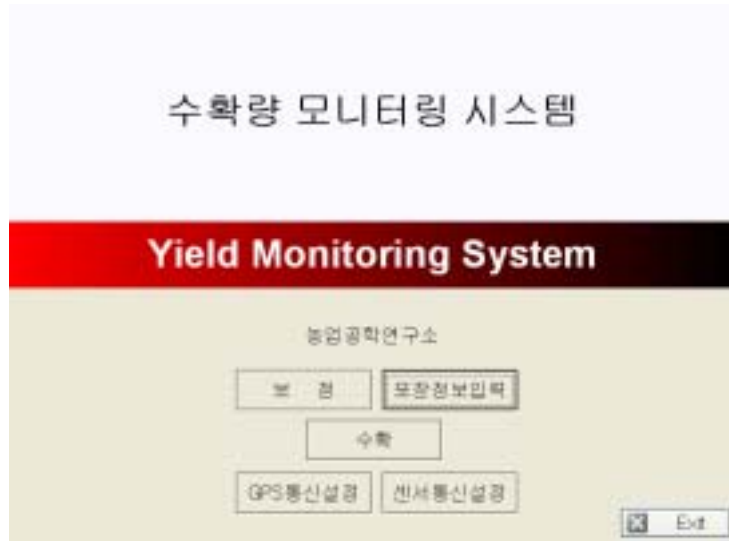 수확량 모니터링 시스템
Yield Monitoring System
농업공학연구소
보 정 포장정보입력
수확
GPS통신설정 센서통신설정
Exit